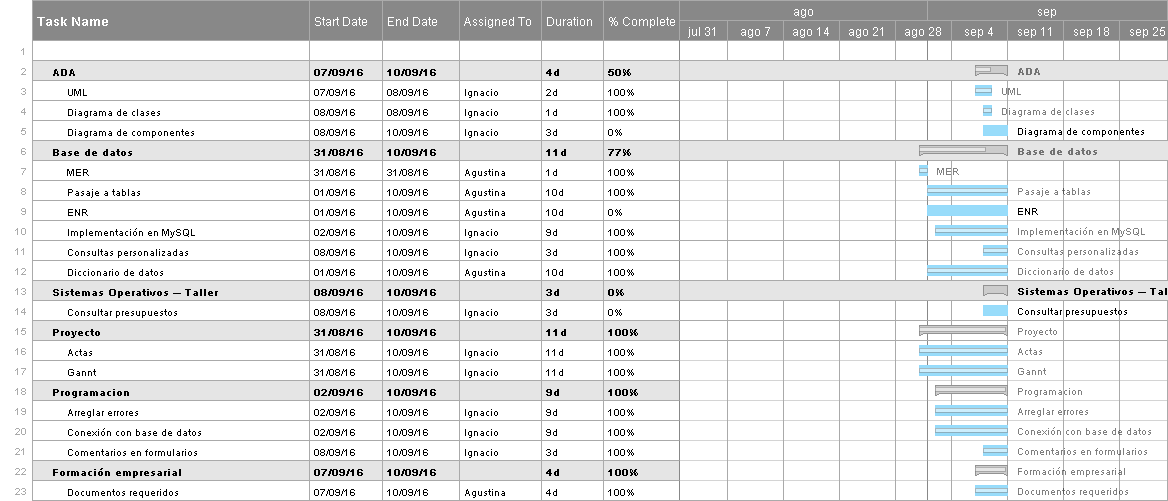 Task Name Start Date End Date Assigned To Duration % Complete ago sep
jul 31 ago 7 ago 14 ago 21 ago 28 sep 4 sep 11 sep 18 sep 25
1
2 ADA 07/09/16 10/09/16 4d 50% ADA
3 UML 07/09/16 08/09/16 Ignacio 2d 100% UML
4 Diagrama de clases 08/09/16 08/09/16 Ignacio 1d 100% Diagrama de clases
5 Diagrama de componentes 08/09/16 10/09/16 Ignacio 3d 0% Diagrama de componentes
6 Base de datos 31/08/16 10/09/16 11d 77% Base de datos
7 MER 31/08/16 31/08/16 Agustina 1d 100% MER
8 Pasaje a tablas 01/09/16 10/09/16 Agustina 10d 100% Pasaje a tablas
9 ENR 01/09/16 10/09/16 Agustina 10d 0% ENR
10 Implementación en MySQL 02/09/16 10/09/16 Ignacio 9d 100% Implementación en MySQL
11 Consultas personalizadas 08/09/16 10/09/16 Ignacio 3d 100% Consultas personalizadas
12 Diccionario de datos 01/09/16 10/09/16 Agustina 10d 100% Diccionario de datos
13 Sistemas Operativos – Taller 08/09/16 10/09/16 3d 0% Sistemas Operativos – Tal
14 Consultar presupuestos 08/09/16 10/09/16 Ignacio 3d 0% Consultar presupuestos
15 Proyecto 31/08/16 10/09/16 11d 100% Proyecto
16 Actas 31/08/16 10/09/16 Ignacio 11d 100% Actas
17 Gannt 31/08/16 10/09/16 Ignacio 11d 100% Gannt
18 Programacion 02/09/16 10/09/16 9d 100% Programacion
19 Arreglar errores 02/09/16 10/09/16 Ignacio 9d 100% Arreglar errores
20 Conexión con base de datos 02/09/16 10/09/16 Ignacio 9d 100% Conexión con base de datos
21 Comentarios en formularios 08/09/16 10/09/16 Ignacio 3d 100% Comentarios en formularios
22 Formación empresarial 07/09/16 10/09/16 4d 100% Formación empresarial
23 Documentos requeridos 07/09/16 10/09/16 Agustina 4d 100% Documentos requeridos